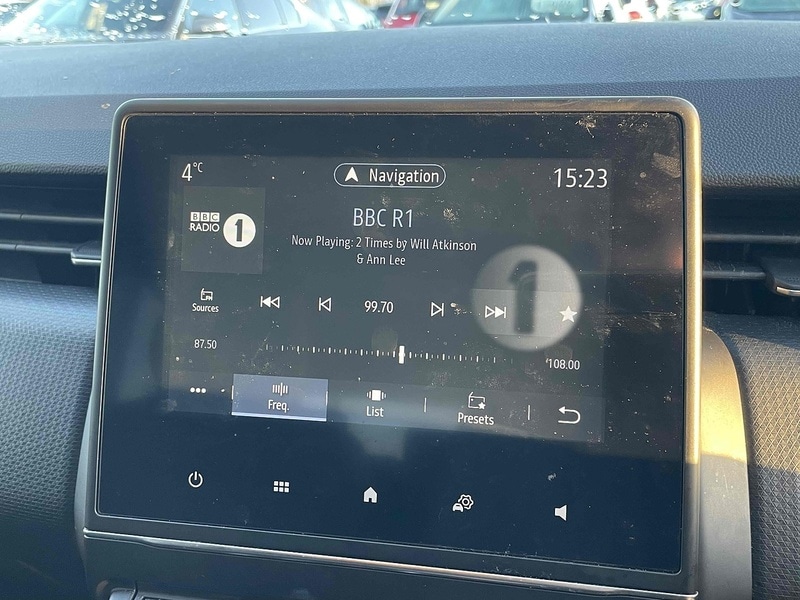 4°C
Navigation
15:23
BBC
RADIO 1
BBC R1
Now Playing: 2 Times by Will Atkinson
& Ann Lee
1
Sources
99.70
87.50
108.00
Freq.
List
Presets